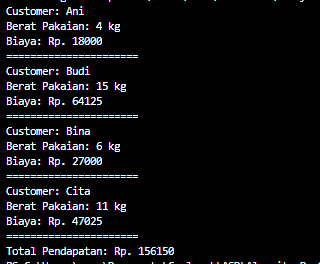 Customer: Ani
Berat Pakaian: 4 kg
Biaya: Rp. 18000
======================
Customer: Budi
Berat Pakaian: 15 kg
Biaya: Rp. 64125
======================
Customer: Bina
Berat Pakaian: 6 kg
Biaya: Rp. 27000
======================
Customer: Cita
Berat Pakaian: 11 kg
Biaya: Rp. 47025
======================
Total Pendapatan: Rp. 156150